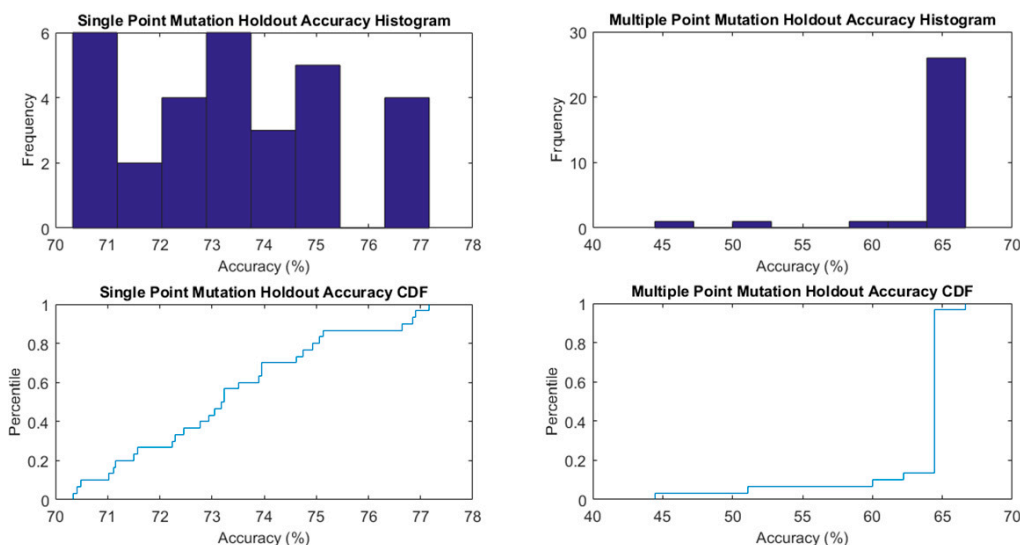 Single Point Mutation Holdout Accuracy Histogram
6
4
2
0
Frequency
70 71 72 73 74 75 76 77 78
Accuracy (%)
Multiple Point Mutation Holdout Accuracy Histogram
30
20
10
0
Frquency
40 45 50 55 60 65 70
Accuracy (%)
Single Point Mutation Holdout Accuracy CDF
1
0.8
0.6
0.4
0.2
0
Percentile
70 71 72 73 74 75 76 77 78
Accuracy (%)
Multiple Point Mutation Holdout Accuracy CDF
1
0.8
0.6
0.4
0.2
0
Percentile
40 45 50 55 60 65 70
Accuracy (%)